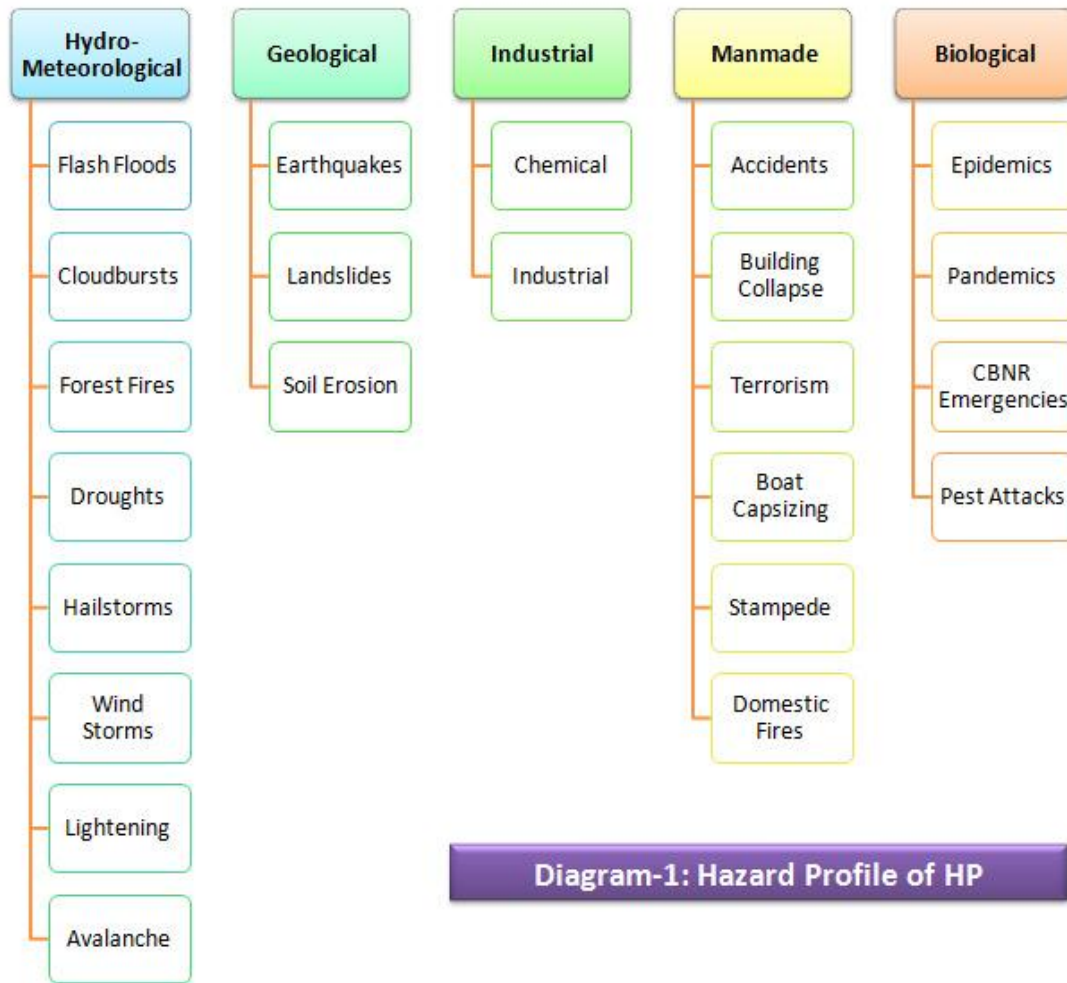 Hydro-
Meteorological
Flash Floods
Cloudbursts
Forest Fires
Droughts
Hailstorms
Wind
Storms
Lightening
Avalanche
Geological
Earthquakes
Landslides
Soil Erosion
Industrial
Chemical
Industrial
Manmade
Accidents
Building
Collapse
Terrorism
Boat
Capsizing
Stampede
Domestic
Fires
Biological
Epidemics
Pandemics
CBNR
Emergencies
Pest Attacks
Diagram-1: Hazard Profile of HP